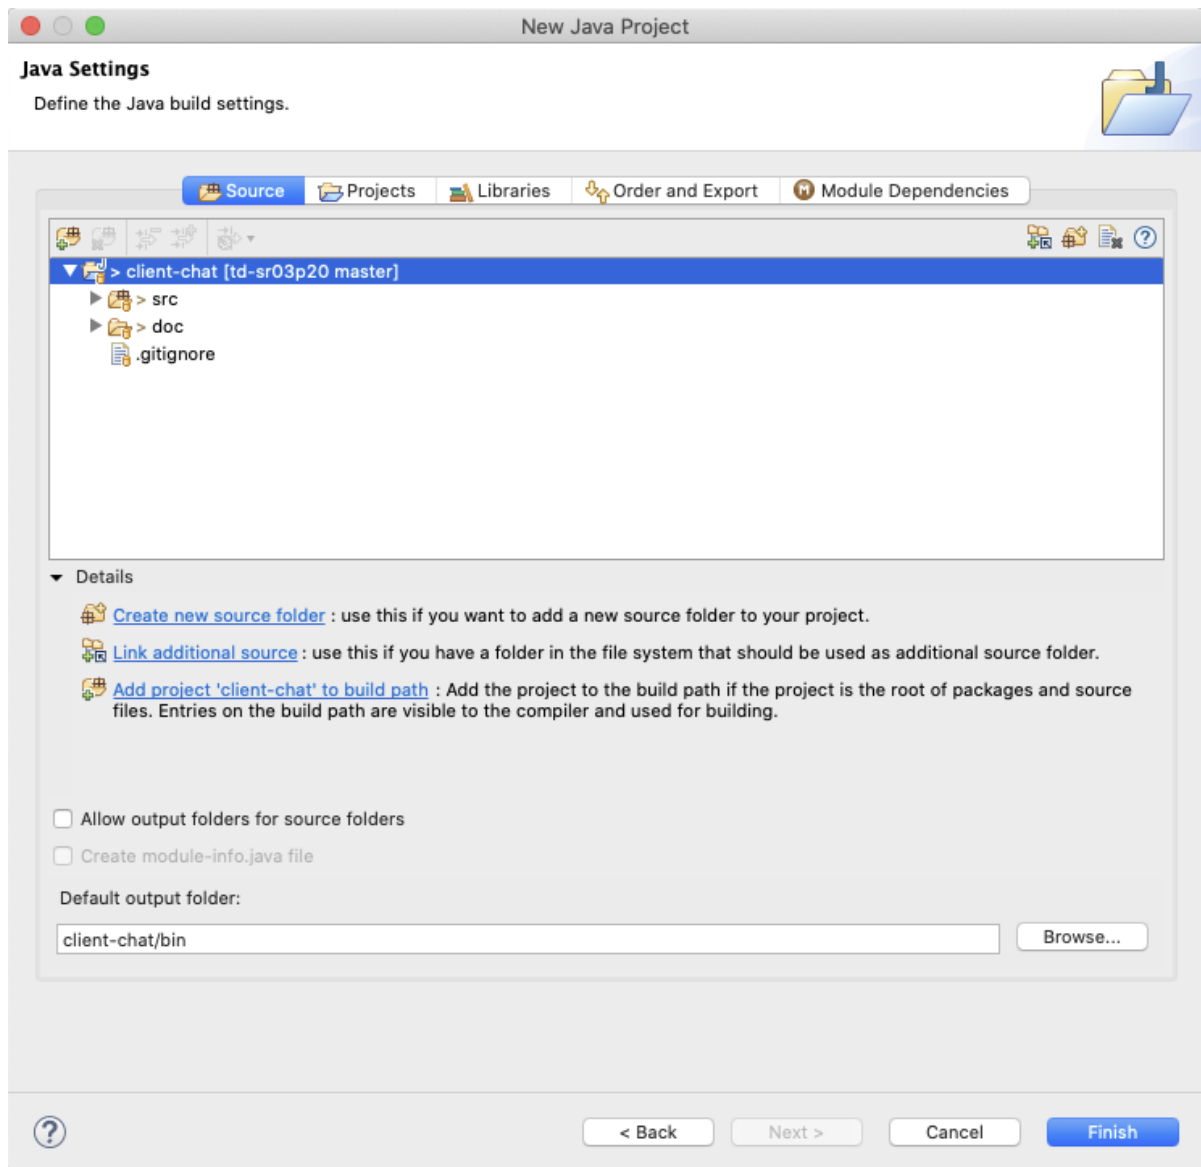 New Java Project
Java Settings
Define the Java build settings.
Source Projects Libraries Order and Export Module Dependencies
> client-chat [td-sr03p20 master]
> src
> doc
.gitignore
Details
Create new source folder : use this if you want to add a new source folder to your project.
Link additional source : use this if you have a folder in the file system that should be used as additional source folder.
Add project 'client-chat' to build path : Add the project to the build path if the project is the root of packages and source
files. Entries on the build path are visible to the compiler and used for building.
Allow output folders for source folders
Create module-info.java file
Default output folder:
client-chat/bin
Browse...
< Back Next > Cancel Finish